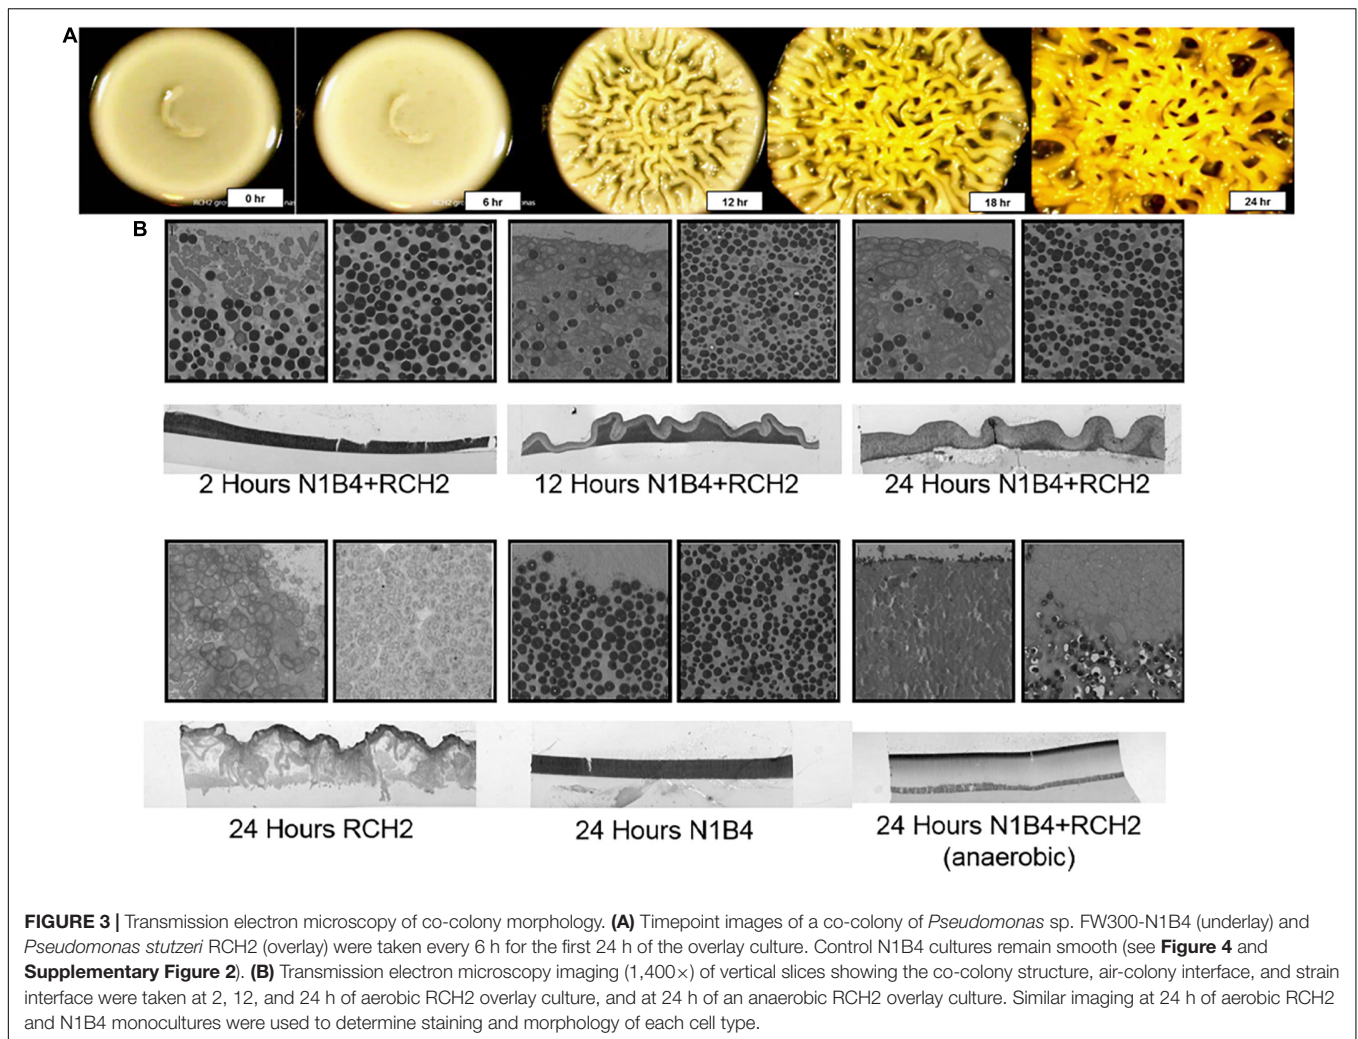 A
0 hr
6 hr
12 hr
18 hr
24 hr
B
2 Hours N1B4+RCH2
12 Hours N1B4+RCH2
24 Hours N1B4+RCH2
24 Hours RCH2
24 Hours N1B4
24 Hours N1B4+RCH2
(anaerobic)
FIGURE 3 | Transmission electron microscopy of co-colony morphology. (A) Timepoint images of a co-colony of Pseudomonas sp. FW300-N1B4 (underlay) and
Pseudomonas stutzeri RCH2 (overlay) were taken every 6 h for the first 24 h of the overlay culture. Control N1B4 cultures remain smooth (see Figure 4 and
Supplementary Figure 2). (B) Transmission electron microscopy imaging (1,400×) of vertical slices showing the co-colony structure, air-colony interface, and strain
interface were taken at 2, 12, and 24 h of aerobic RCH2 overlay culture, and at 24 h of an anaerobic RCH2 overlay culture. Similar imaging at 24 h of aerobic RCH2
and N1B4 monocultures were used to determine staining and morphology of each cell type.